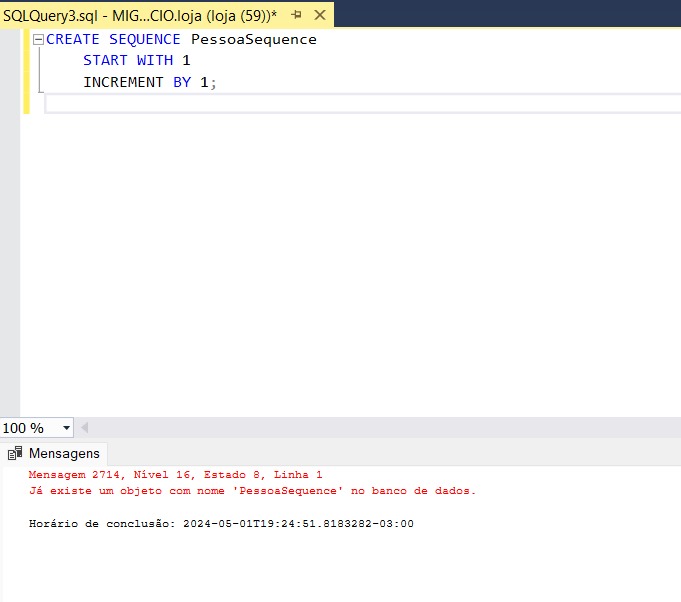 SQLQuery3.sql - MIG...CIO.loja (loja (59))*
CREATE SEQUENCE PessoaSequence
START WITH 1
INCREMENT BY 1;
100 %
Mensagens
Mensagem 2714, Nível 16, Estado 8, Linha 1
Já existe um objeto com nome 'PessoaSequence' no banco de dados.
Horário de conclusão: 2024-05-01T19:24:51.8183282-03:00